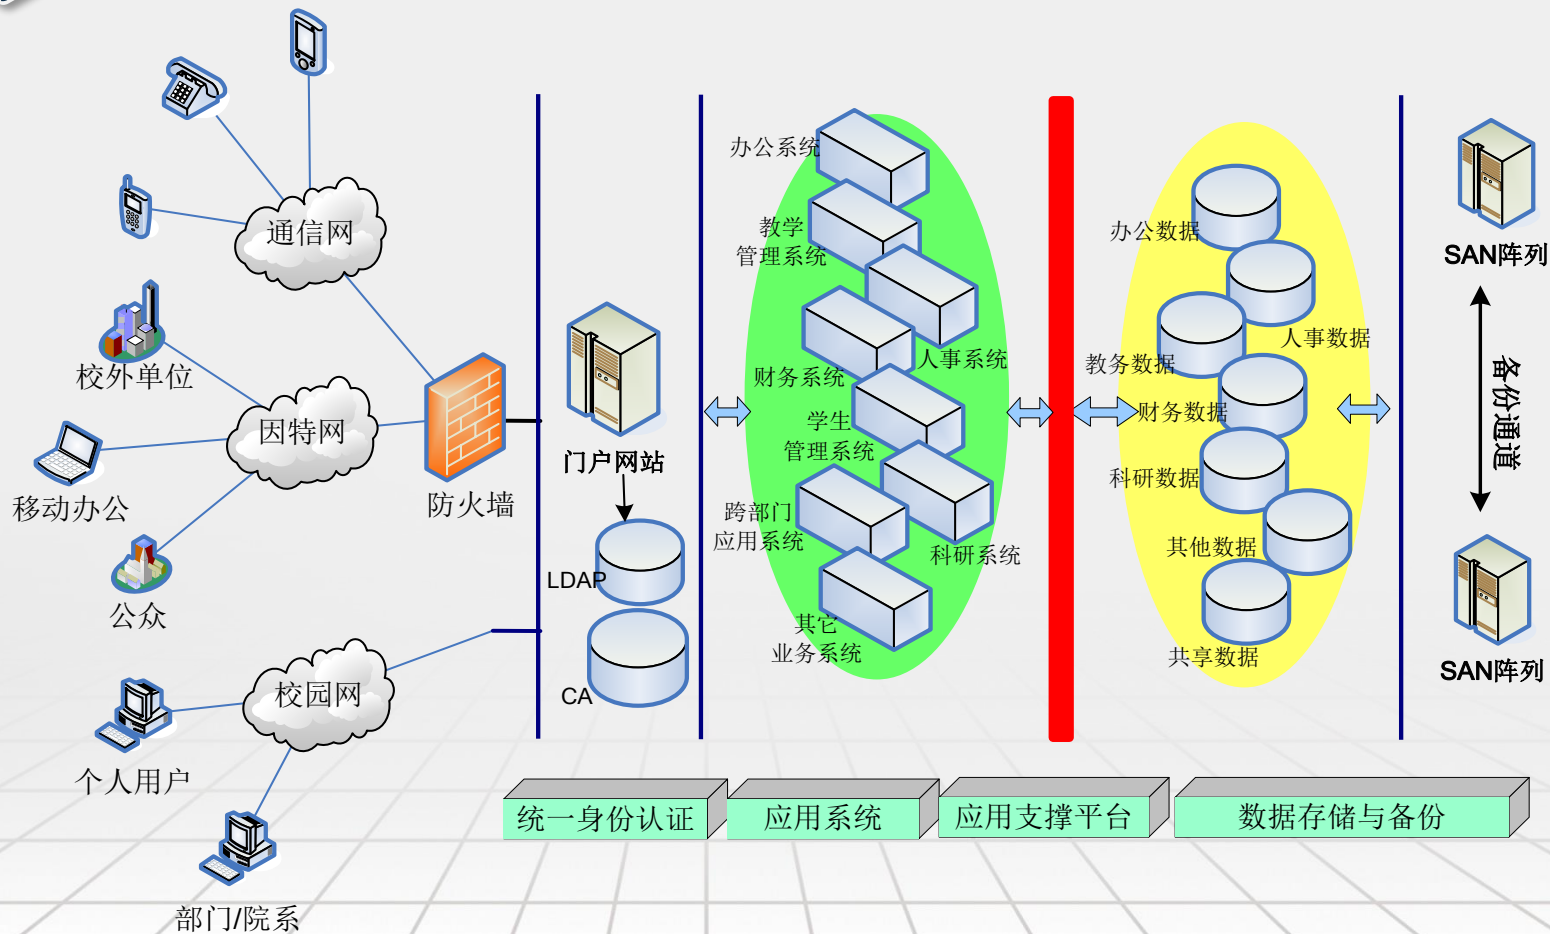 通信网
校外单位
因特网
移动办公
公众
防火墙
校园网
个人用户
部门/院系
门户网站
LDAP
CA
办公系统
教学
管理系统
人事系统
财务系统
学生
管理系统
跨部门
应用系统
科研系统
其它
业务系统
办公数据
人事数据
教务数据
财务数据
科研数据
其他数据
共享数据
SAN阵列
备份通道
SAN阵列
统一身份认证
应用系统
应用支撑平台
数据存储与备份